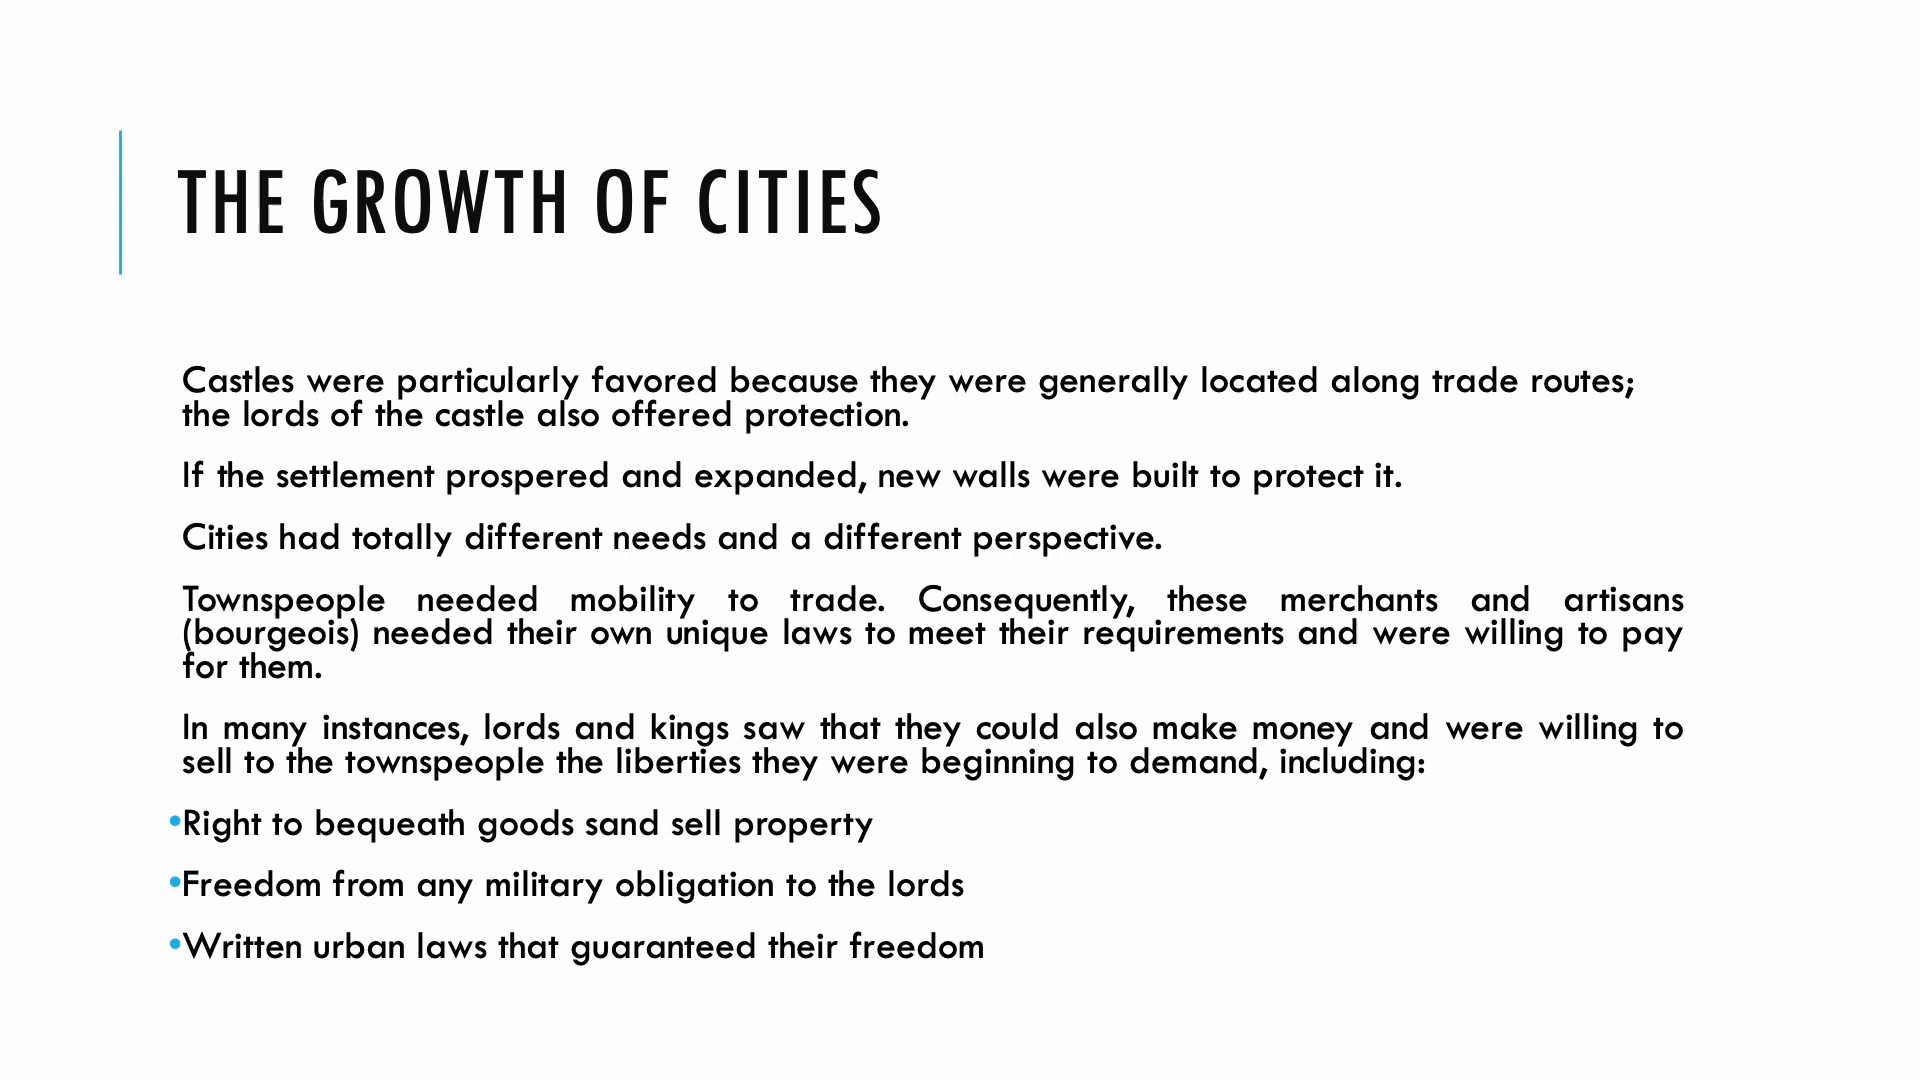 THE GROWTH OF CITIES
Castles were particularly favored because they were generally located along trade routes;
the lords of the castle also offered protection.
If the settlement prospered and expanded, new walls were built to protect it.
Cities had totally different needs and a different perspective.
Townspeople needed mobility to trade. Consequently, these merchants and artisans
(bourgeois) needed their own unique laws to meet their requirements and were willing to pay
for them.
In many instances, lords and kings saw that they could also make money and were willing to
sell to the townspeople the liberties they were beginning to demand, including:
•Right to bequeath goods sand sell property
•Freedom from any military obligation to the lords
•Written urban laws that guaranteed their freedom